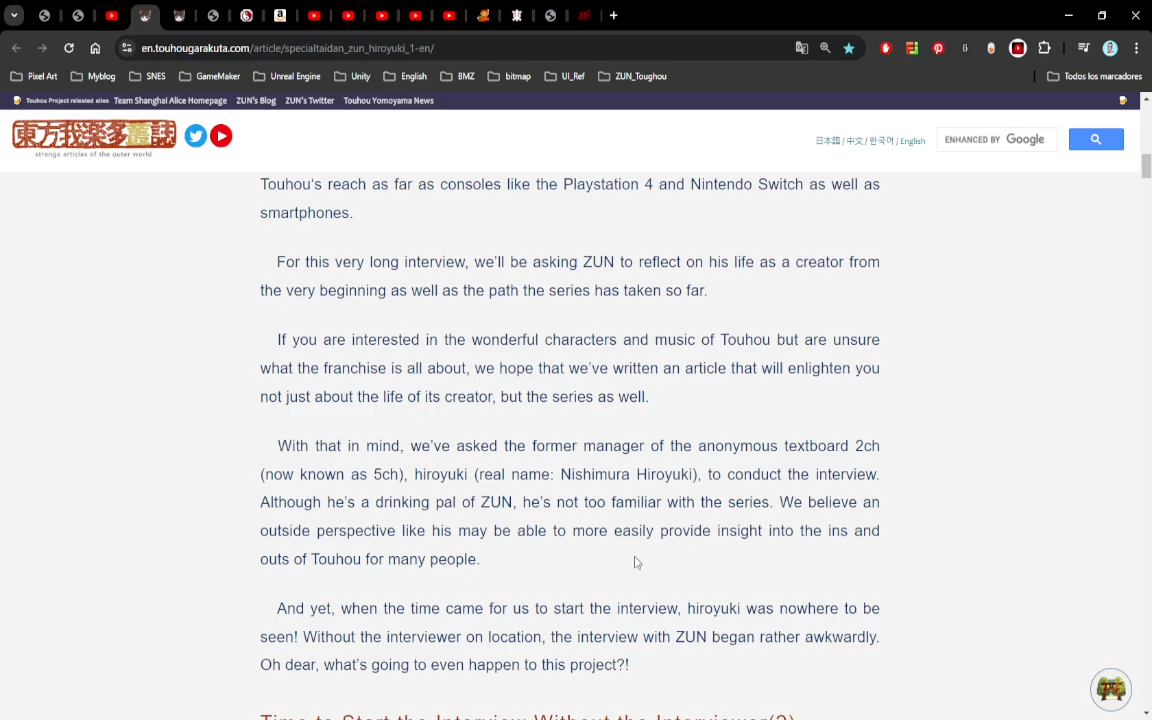 en.touhougarakuta.com/article/specialtaidan_zun_hiroyuki_1-en/
Pixel Art
Myblog
SNES
GameMaker
Unreal Engine
Unity
English
BMZ
bitmap
UI_Ref
ZUN_Toughou
Todos los marcadores
Touhou Project releated sites
Team Shanghai Alice Homepage
ZUN's Blog
ZUN's Twitter
Touhou Yomoyama News
東方我楽多叢誌
strange articles of the outer world
日本語 / 中文 / 한국어 / English
ENHANCED BY Google
Touhou's reach as far as consoles like the Playstation 4 and Nintendo Switch as well as
smartphones.
For this very long interview, we'll be asking ZUN to reflect on his life as a creator from
the very beginning as well as the path the series has taken so far.
If you are interested in the wonderful characters and music of Touhou but are unsure
what the franchise is all about, we hope that we've written an article that will enlighten you
not just about the life of its creator, but the series as well.
With that in mind, we've asked the former manager of the anonymous textboard 2ch
(now known as 5ch), hiroyuki (real name: Nishimura Hiroyuki), to conduct the interview.
Although he's a drinking pal of ZUN, he's not too familiar with the series. We believe an
outside perspective like his may be able to more easily provide insight into the ins and
outs of Touhou for many people.
And yet, when the time came for us to start the interview, hiroyuki was nowhere to be
seen! Without the interviewer on location, the interview with ZUN began rather awkwardly.
Oh dear, what's going to even happen to this project?!
Time to Start the Interview Without the Interviewer(?)